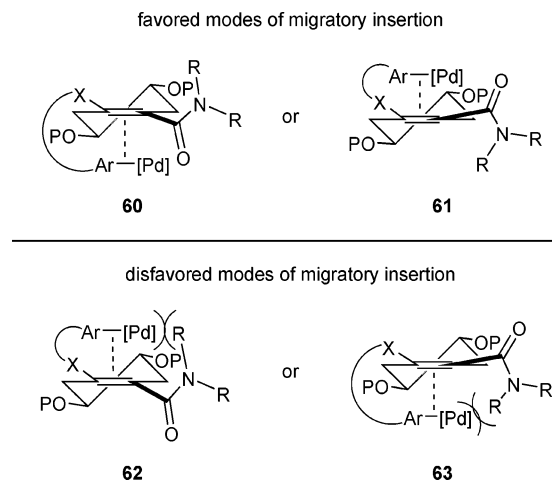 favored modes of migratory insertion
X
R
OP
N
R
PO
O
Ar [Pd]
60
or
Ar [Pd]
X
O
OP
PO
N R
R
61
disfavored modes of migratory insertion
Ar [Pd]
R
X
OP
N
R
PO
O
62
or
O
OP
X
PO
N R
R
Ar [Pd]
63